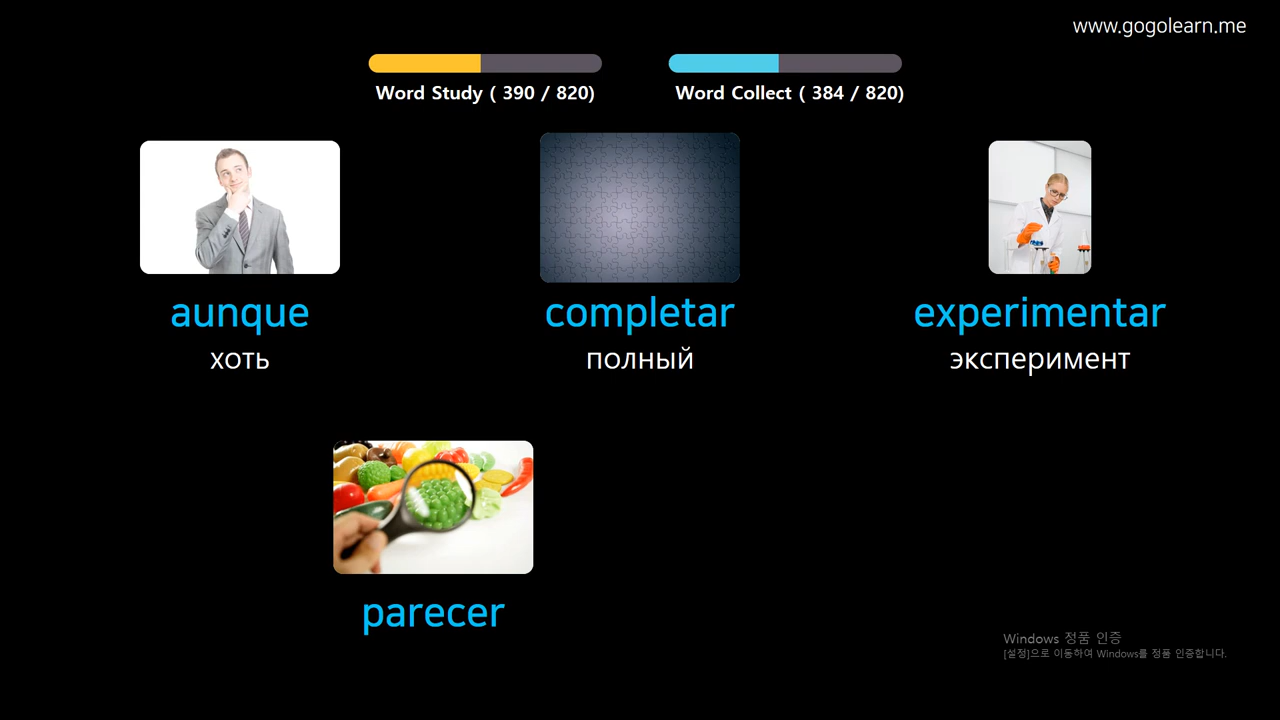 www.gogolearn.me
Word Study ( 390 / 820)
Word Collect ( 384 / 820)
aunque
completar
experimentar
хоть
полный
эксперимент
parecer
Windows 정품 인증
[설정]으로 이동하여 Windows를 정품 인증합니다.